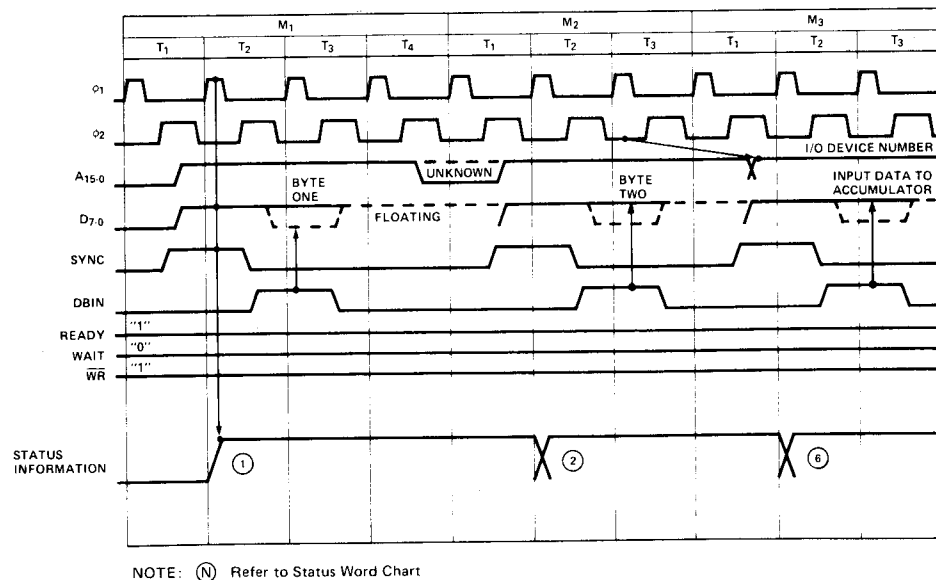 M1 M2 M3
T1 T2 T3 T4 T1 T2 T3 T1 T2 T3
φ1
φ2
I/O DEVICE NUMBER
A15-0
UNKNOWN
BYTE ONE
BYTE TWO
INPUT DATA TO ACCUMULATOR
D7-0
FLOATING
SYNC
DBIN
READY "1"
WAIT "0"
WR "1"
STATUS INFORMATION
1 2 6
NOTE: N Refer to Status Word Chart